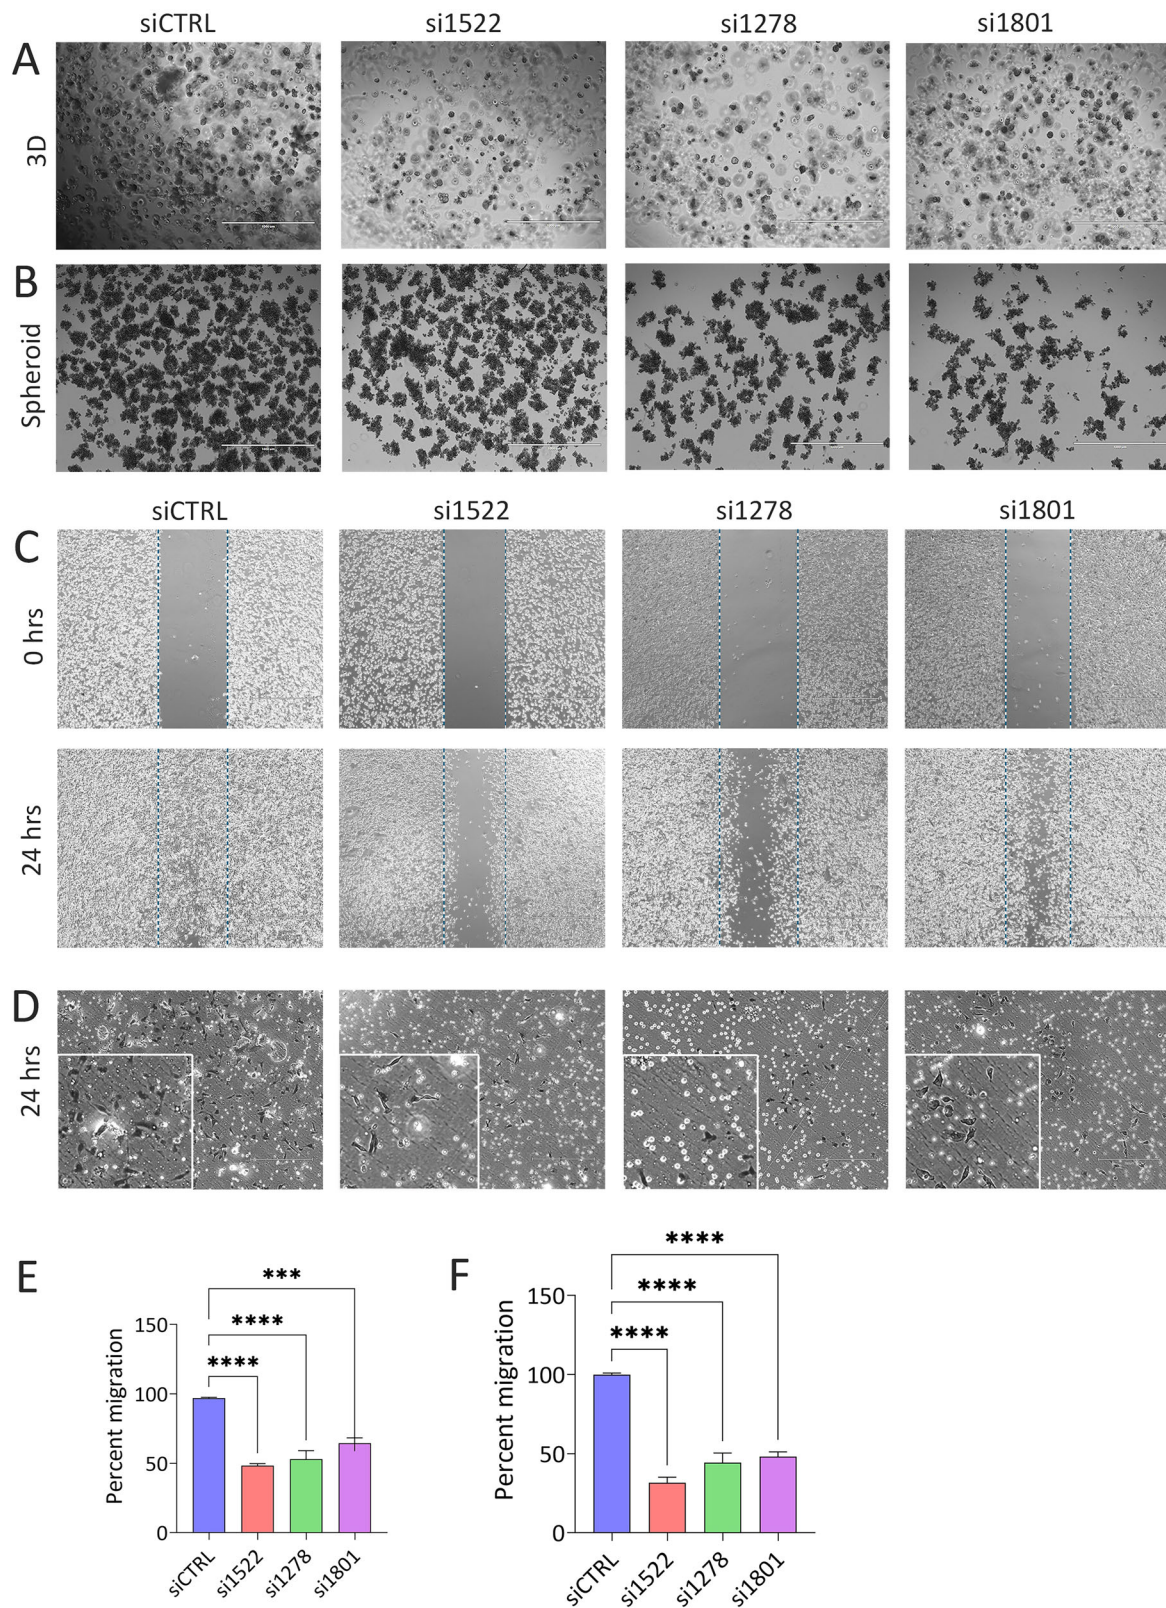 siCTRL si1522 si1278 si1801
A
3D
B
Spheroid
siCTRL si1522 si1278 si1801
C
0 hrs
24 hrs
D
24 hrs
E
***
****
****
Percent migration
150
100
50
0
siCTRL si1522 si1278 si1801
F
****
****
****
Percent migration
150
100
50
0
siCTRL si1522 si1278 si1801